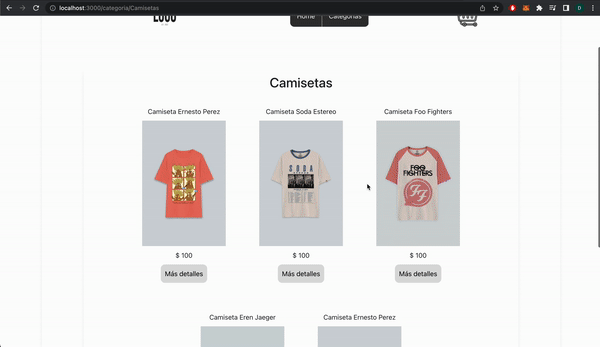 localhost:3000/categoria/Camisetas
D
LOGO
Home
Categorias
Camisetas
Camiseta Ernesto Perez
Camiseta Soda Estereo
Camiseta Foo Fighters
SODA
FOO
FIGHTERS
FF
$ 100
$ 100
$ 100
Más detalles
Más detalles
Más detalles
Camiseta Eren Jaeger
Camiseta Ernesto Perez